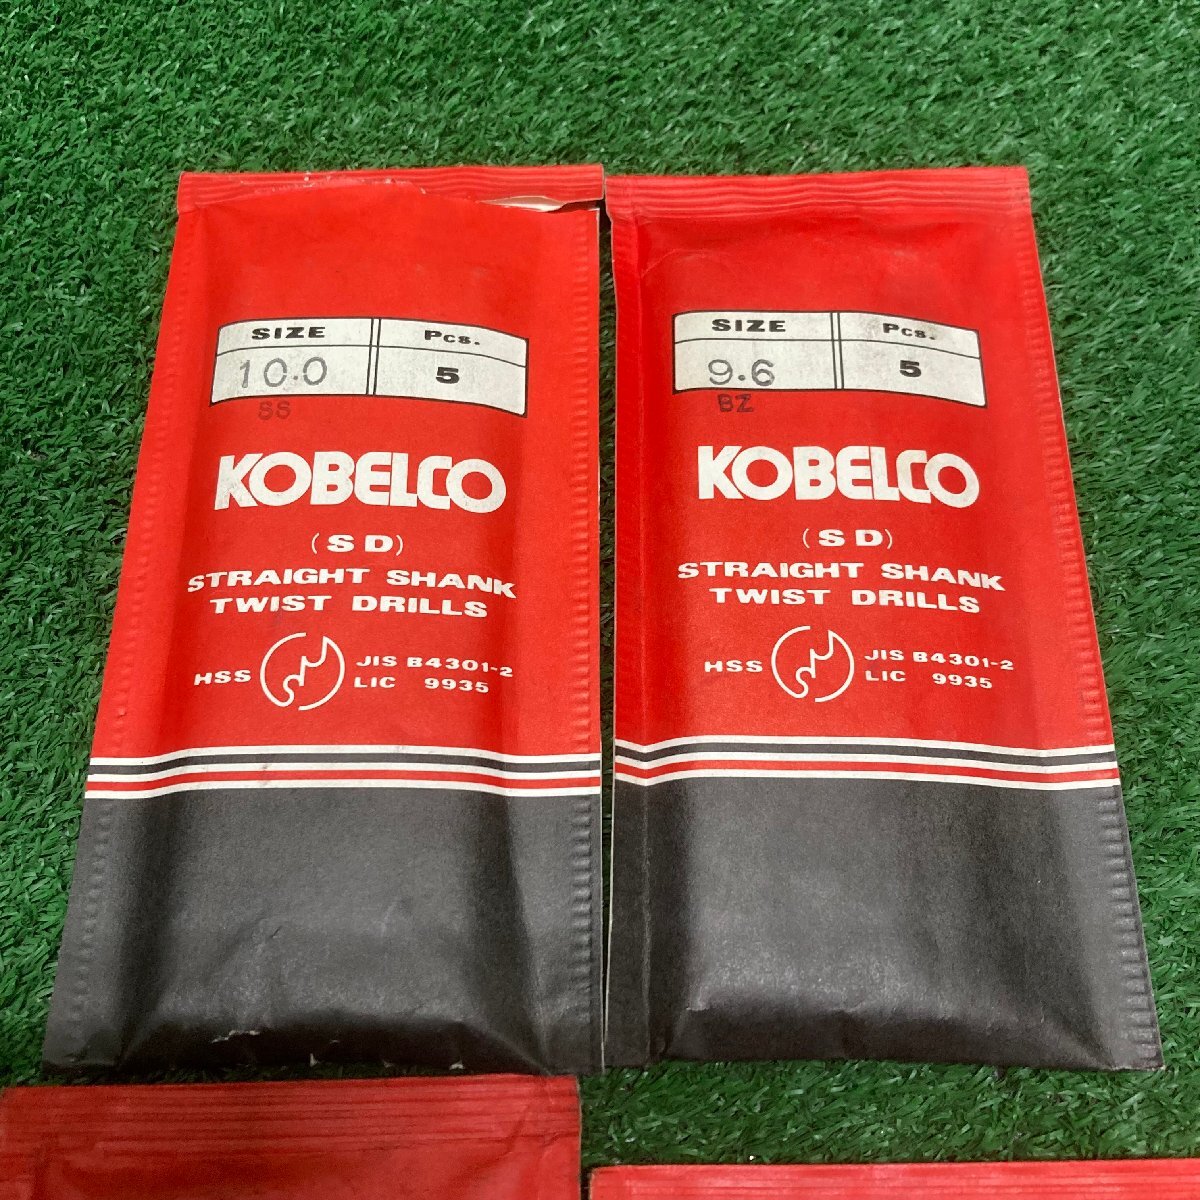 SIZE Pcs.
10.0 5
SS
KOBELCO
(SD)
STRAIGHT SHANK
TWIST DRILLS
HSS JIS B4301-2
LIC 9935
SIZE Pcs.
9.6 5
BZ
KOBELCO
(SD)
STRAIGHT SHANK
TWIST DRILLS
HSS JIS B4301-2
LIC 9935